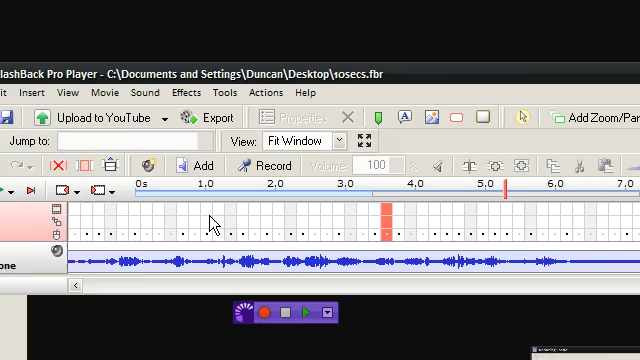 lashBack Pro Player - C:\Documents and Settings\Duncan\Desktop\10secs.fbr
it Insert View Movie Sound Effects Tools Actions Help
Upload to YouTube Export Properties Add Zoom/Pan
Jump to: View: Fit Window
Add Record Volume: 100
0s 1.0 2.0 3.0 4.0 5.0 6.0 7.0
one